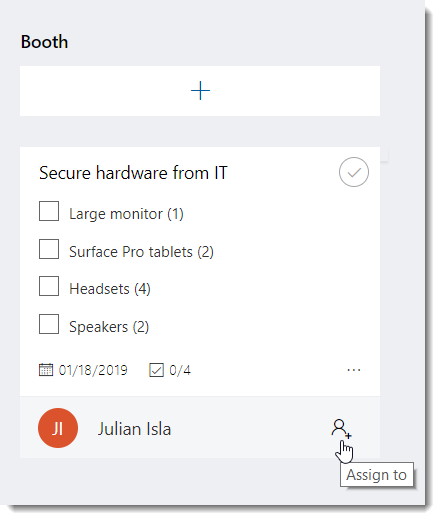 Booth
Secure hardware from IT
Large monitor (1)
Surface Pro tablets (2)
Headsets (4)
Speakers (2)
01/18/2019 0/4
JI Julian Isla
Assign to